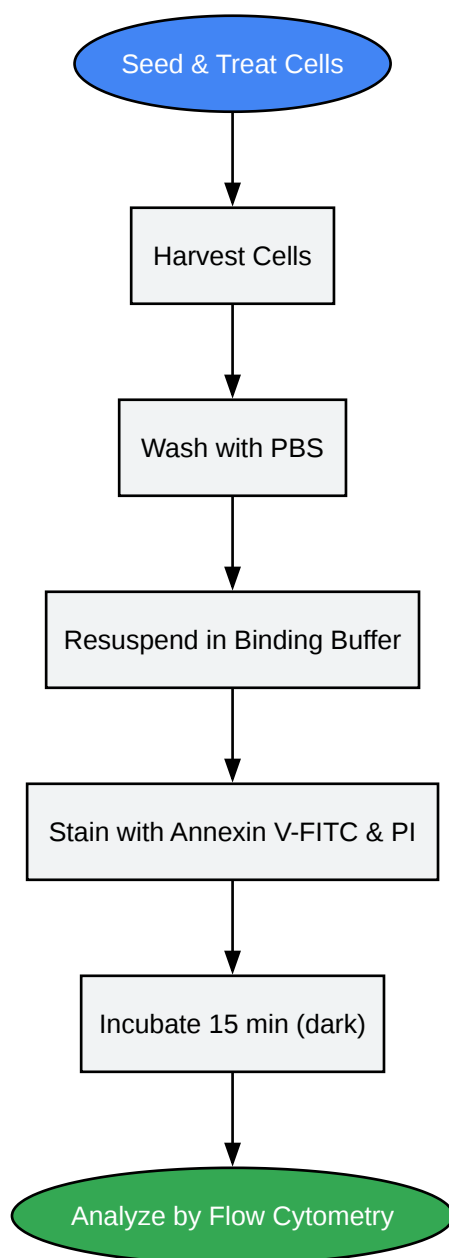 Seed & Treat Cells
Harvest Cells
Wash with PBS
Resuspend in Binding Buffer
Stain with Annexin V-FITC & PI
Incubate 15 min (dark)
Analyze by Flow Cytometry